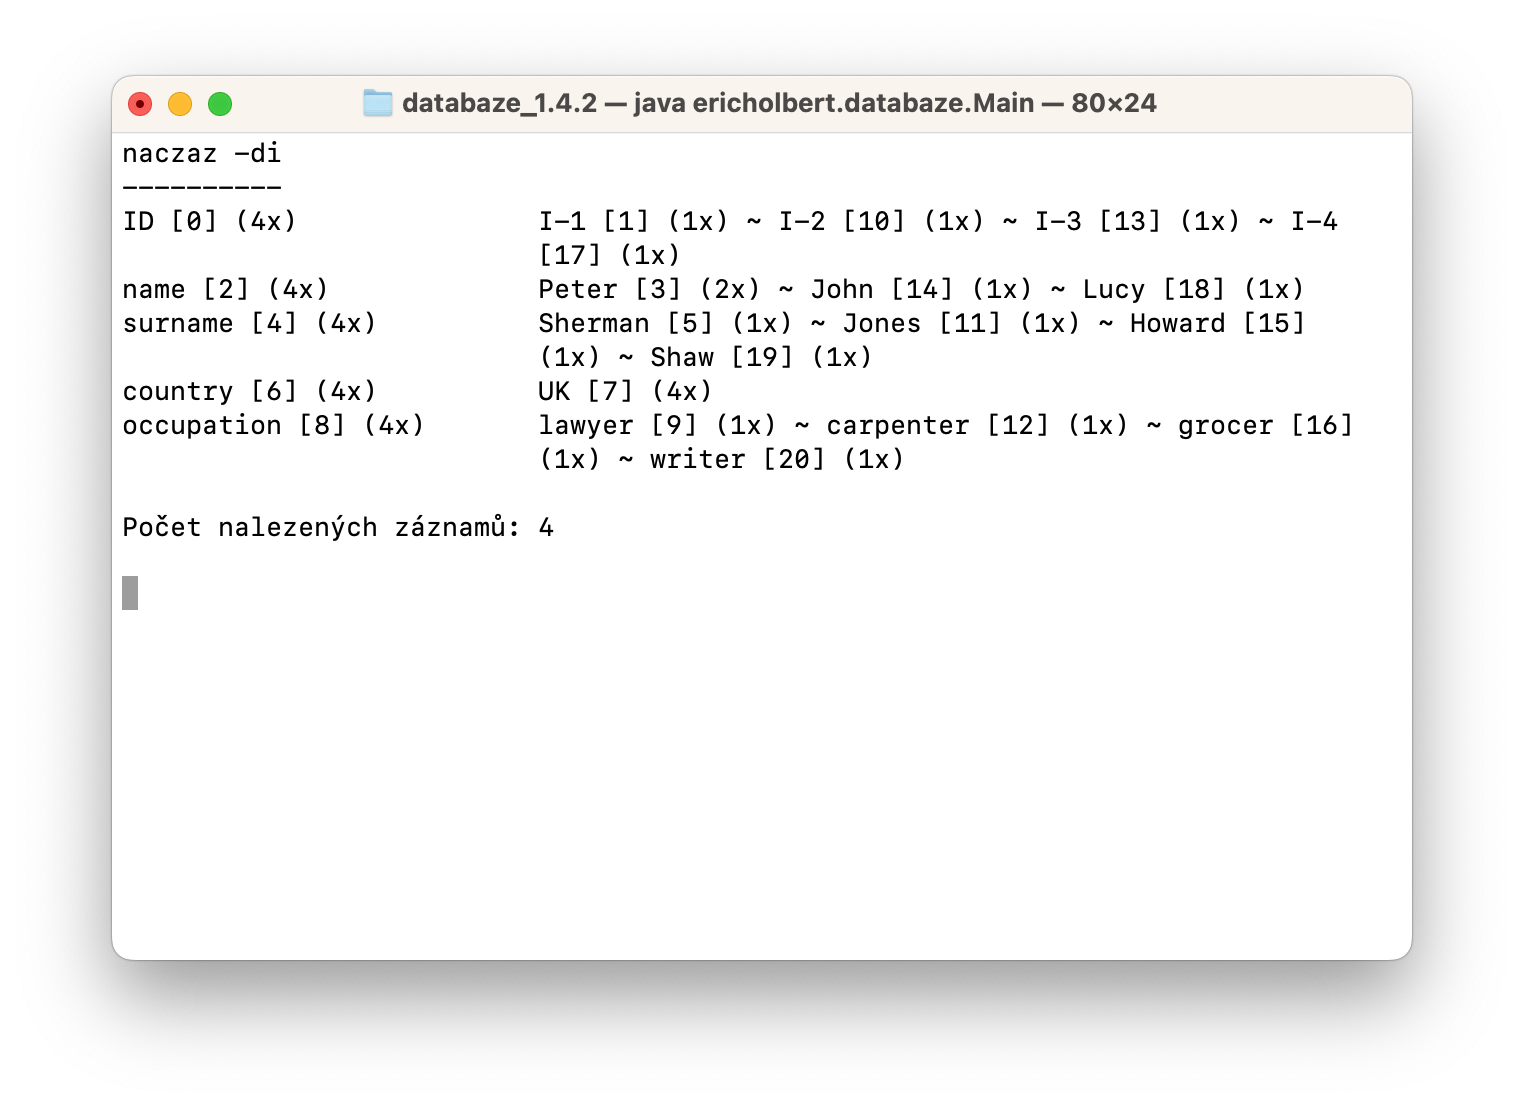 databaze_1.4.2 — java ericholbert.databaze.Main — 80×24
naczaz -di
----------
ID [0] (4x) I-1 [1] (1x) ~ I-2 [10] (1x) ~ I-3 [13] (1x) ~ I-4
[17] (1x)
name [2] (4x) Peter [3] (2x) ~ John [14] (1x) ~ Lucy [18] (1x)
surname [4] (4x) Sherman [5] (1x) ~ Jones [11] (1x) ~ Howard [15]
(1x) ~ Shaw [19] (1x)
country [6] (4x) UK [7] (4x)
occupation [8] (4x) lawyer [9] (1x) ~ carpenter [12] (1x) ~ grocer [16]
(1x) ~ writer [20] (1x)
Počet nalezených záznamů: 4